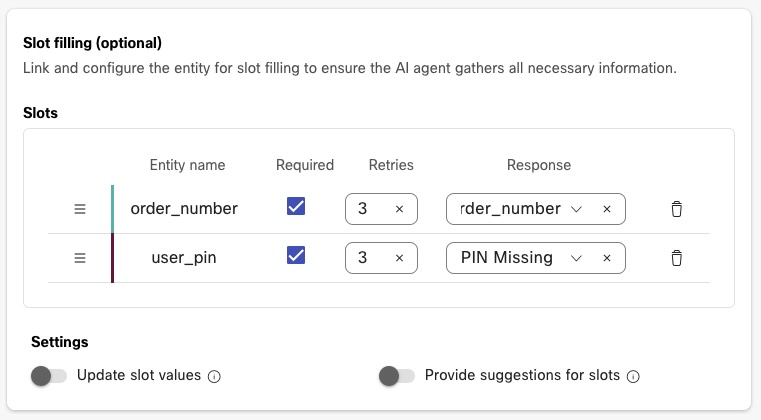 Slot filling (optional)
Link and configure the entity for slot filling to ensure the AI agent gathers all necessary information.
Slots
Entity name Required Retries Response
order_number 3 × rder_number ×
user_pin 3 × PIN Missing ×
Settings
Update slot values Provide suggestions for slots